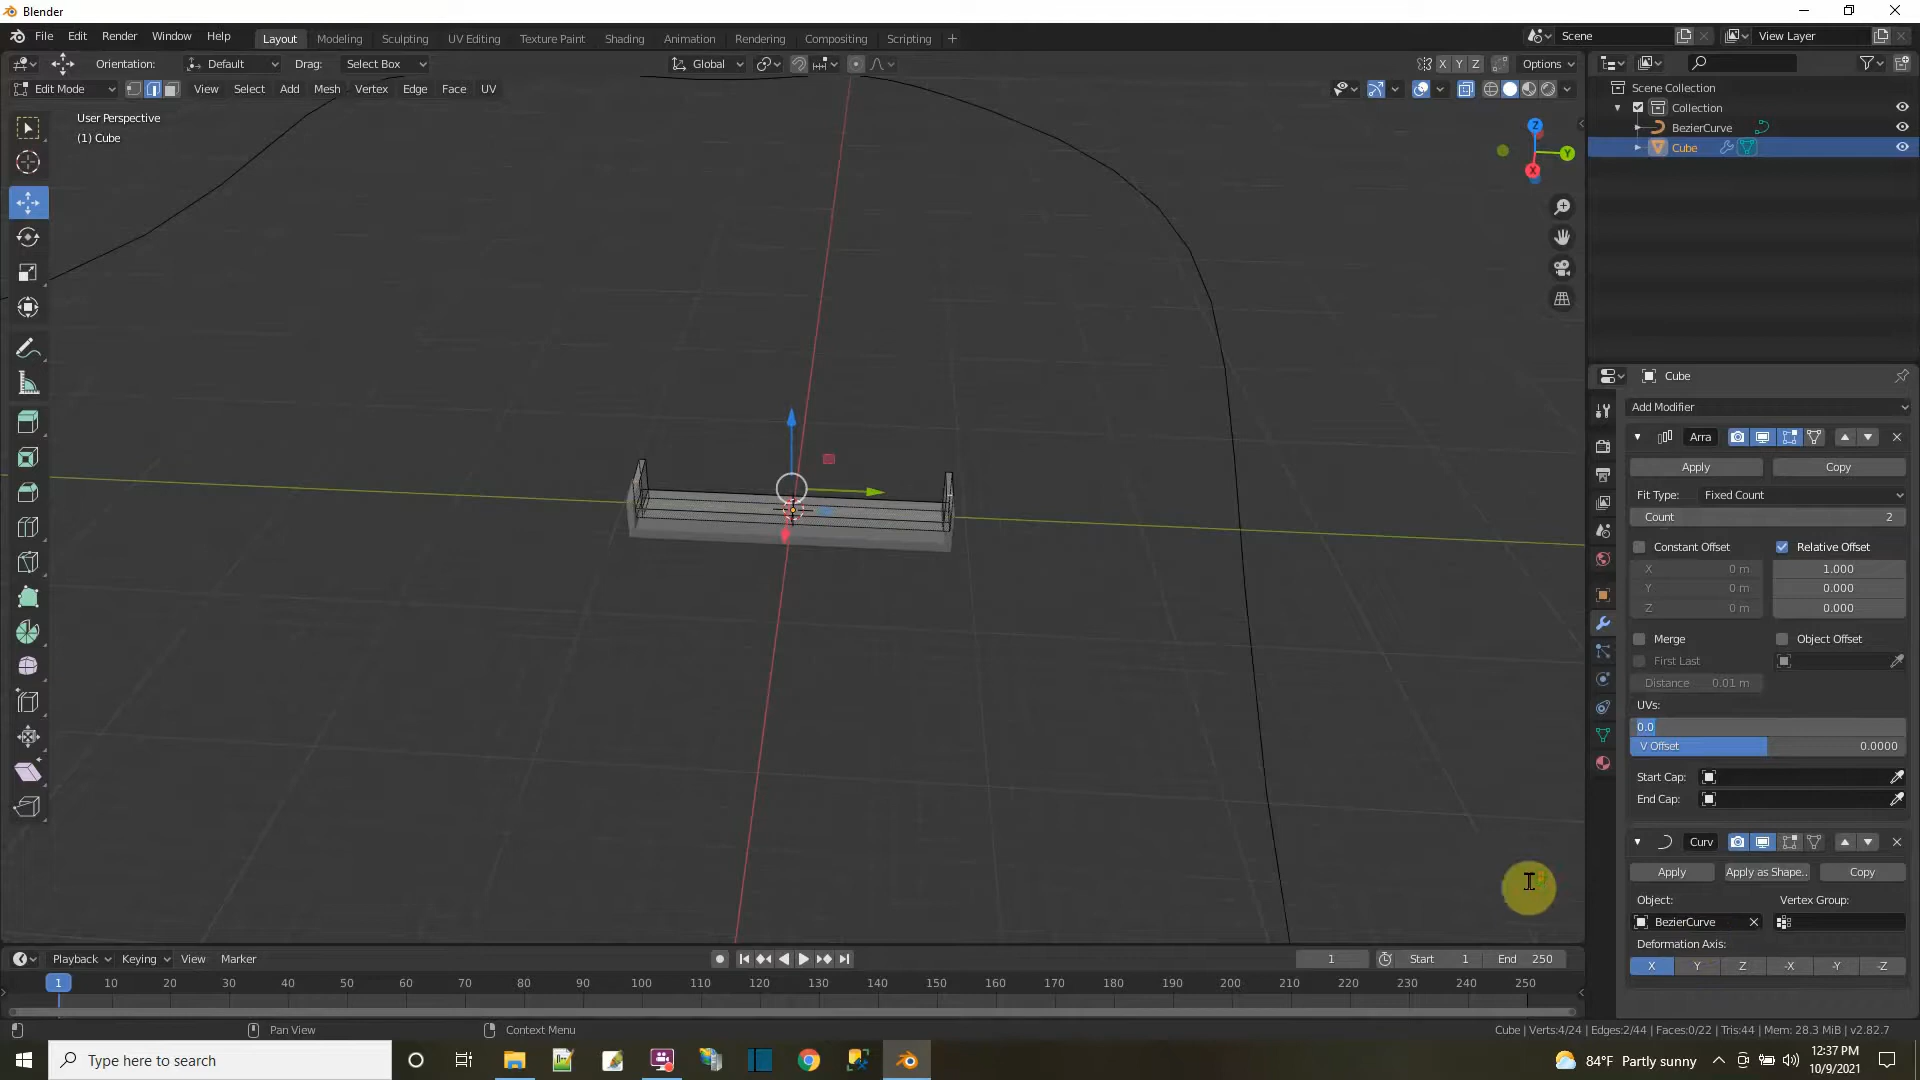 Blender
File Edit Render Window Help
Layout Modeling Sculpting UV Editing Texture Paint Shading Animation Rendering Compositing Scripting
Scene
View Layer
Orientation: Default Drag: Select Box
Global
X Y Z Options
Edit Mode View Select Add Mesh Vertex Edge Face UV
User Perspective
(1) Cube
Z
Y
X
Scene Collection
Collection
BezierCurve
Cube
Cube
Add Modifier
Arra
Apply Copy
Fit Type: Fixed Count
Count 2
Constant Offset Relative Offset
X 0 m 1.000
Y 0 m 0.000
Z 0 m 0.000
Merge Object Offset
First Last
Distance 0.01 m
UVs:
0.0
V Offset 0.0000
Start Cap:
End Cap:
Curv
Apply Apply as Shape.. Copy
Object: Vertex Group:
BezierCurve
Deformation Axis:
X Y Z -X -Y -Z
Playback Keying View Marker
1 Start 1 End 250
1 10 20 30 40 50 60 70 80 90 100 110 120 130 140 150 160 170 180 190 200 210 220 230 240 250
Pan View Context Menu
Cube | Verts:4/24 | Edges:2/44 | Faces:0/22 | Tris:44 | Mem: 28.3 MiB | v2.82.7
Type here to search
84°F Partly sunny
12:37 PM
10/9/2021